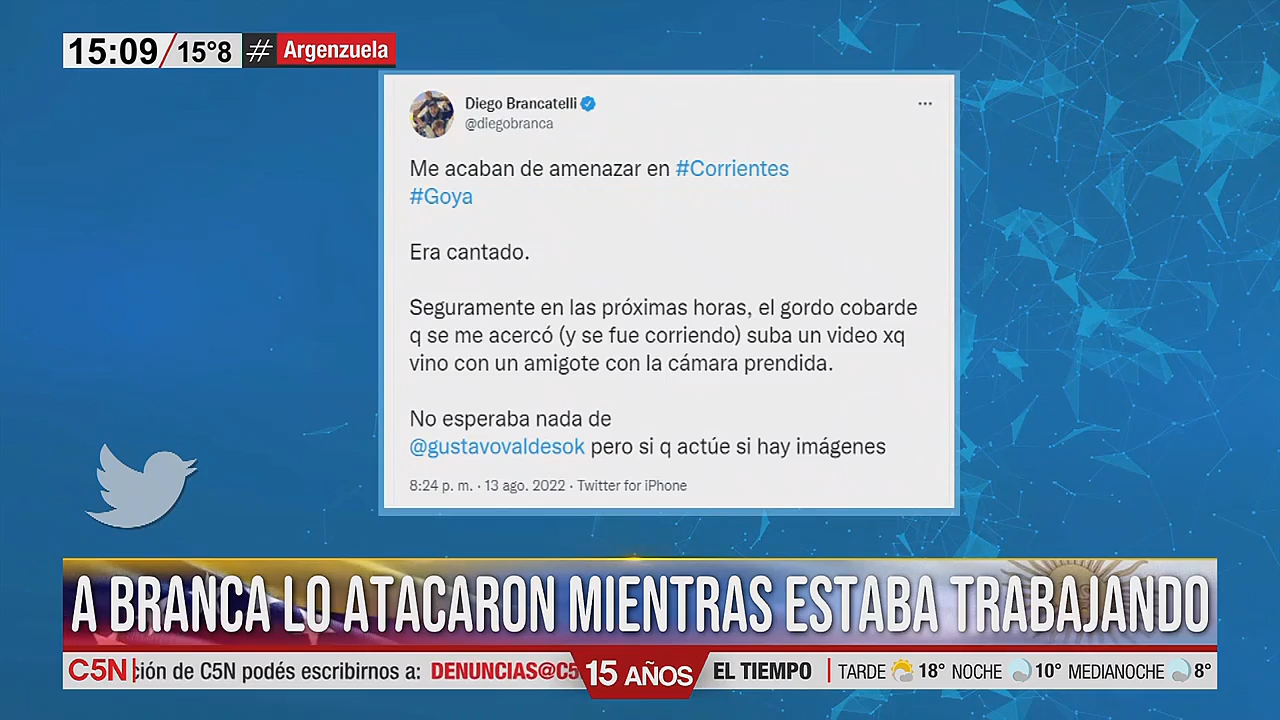 15:09/15°8 # Argenzuela
Diego Brancatelli
@diegobranca
Me acaban de amenazar en #Corrientes
#Goya
Era cantado.
Seguramente en las próximas horas, el gordo cobarde
q se me acercó (y se fue corriendo) suba un video xq
vino con un amigote con la cámara prendida.
No esperaba nada de
@gustavovaldesok pero si q actúe si hay imágenes
8:24 p. m. · 13 ago. 2022 · Twitter for iPhone
A BRANCA LO ATACARON MIENTRAS ESTABA TRABAJANDO
C5N ción de C5N podés escribirnos a: DENUNCIAS@C5 15 AÑOS EL TIEMPO TARDE 18° NOCHE 10° MEDIANOCHE 8°